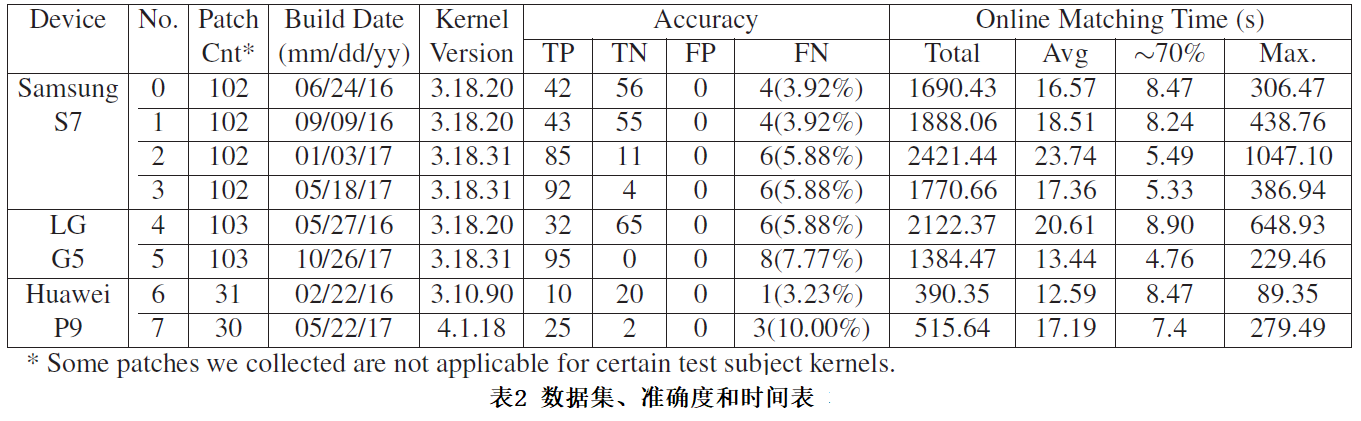 Device No. Patch Build Date Kernel Accuracy Online Matching Time (s)
Cnt* (mm/dd/yy) Version TP TN FP FN Total Avg ∼70% Max.
Samsung 0 102 06/24/16 3.18.20 42 56 0 4(3.92%) 1690.43 16.57 8.47 306.47
S7 1 102 09/09/16 3.18.20 43 55 0 4(3.92%) 1888.06 18.51 8.24 438.76
2 102 01/03/17 3.18.31 85 11 0 6(5.88%) 2421.44 23.74 5.49 1047.10
3 102 05/18/17 3.18.31 92 4 0 6(5.88%) 1770.66 17.36 5.33 386.94
LG 4 103 05/27/16 3.18.20 32 65 0 6(5.88%) 2122.37 20.61 8.90 648.93
G5 5 103 10/26/17 3.18.31 95 0 0 8(7.77%) 1384.47 13.44 4.76 229.46
Huawei 6 31 02/22/16 3.10.90 10 20 0 1(3.23%) 390.35 12.59 8.47 89.35
P9 7 30 05/22/17 4.1.18 25 2 0 3(10.00%) 515.64 17.19 7.4 279.49
* Some patches we collected are not applicable for certain test subject kernels.
表2 数据集、准确度和时间表